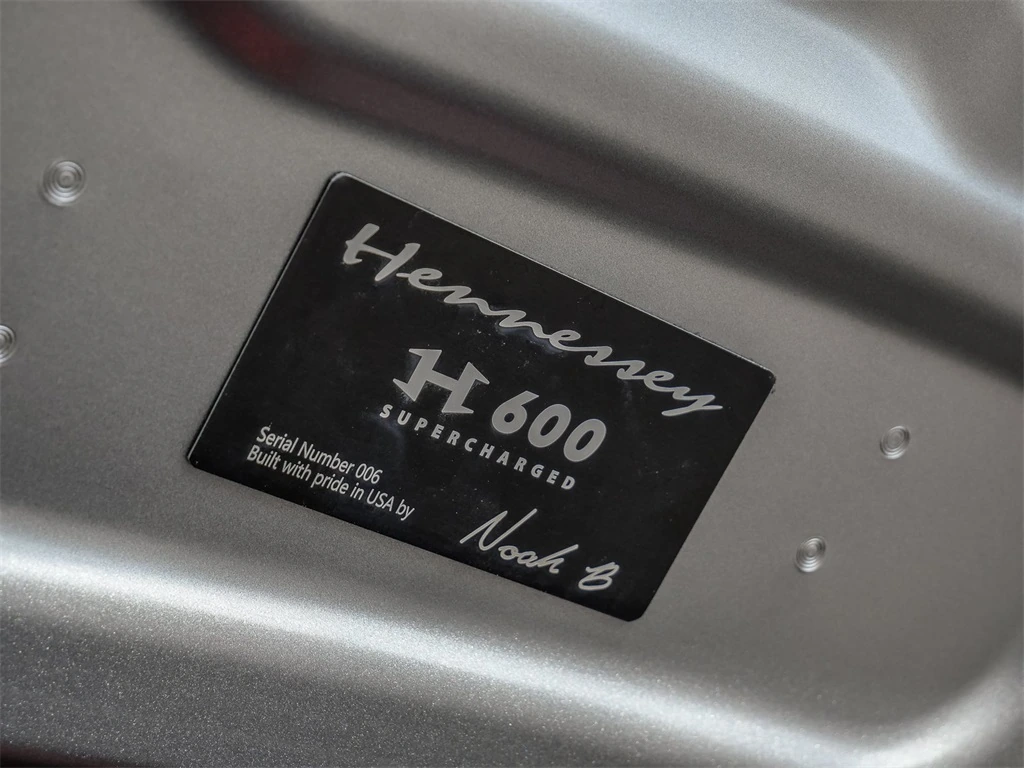 Hennessey
H 600
SUPERCHARGED
Serial Number 006
Built with pride in USA by
Noah B